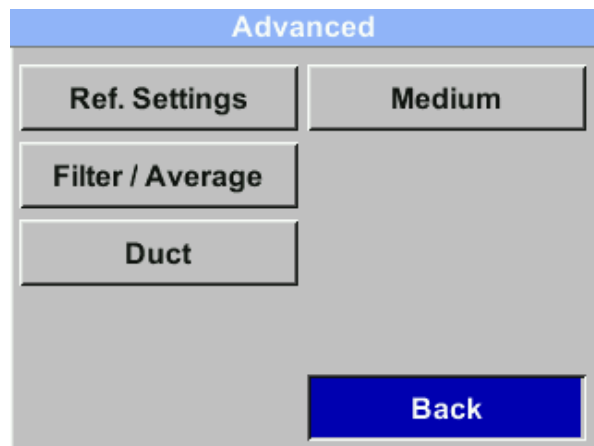 Advanced
Ref. Settings
Medium
Filter / Average
Duct
Back